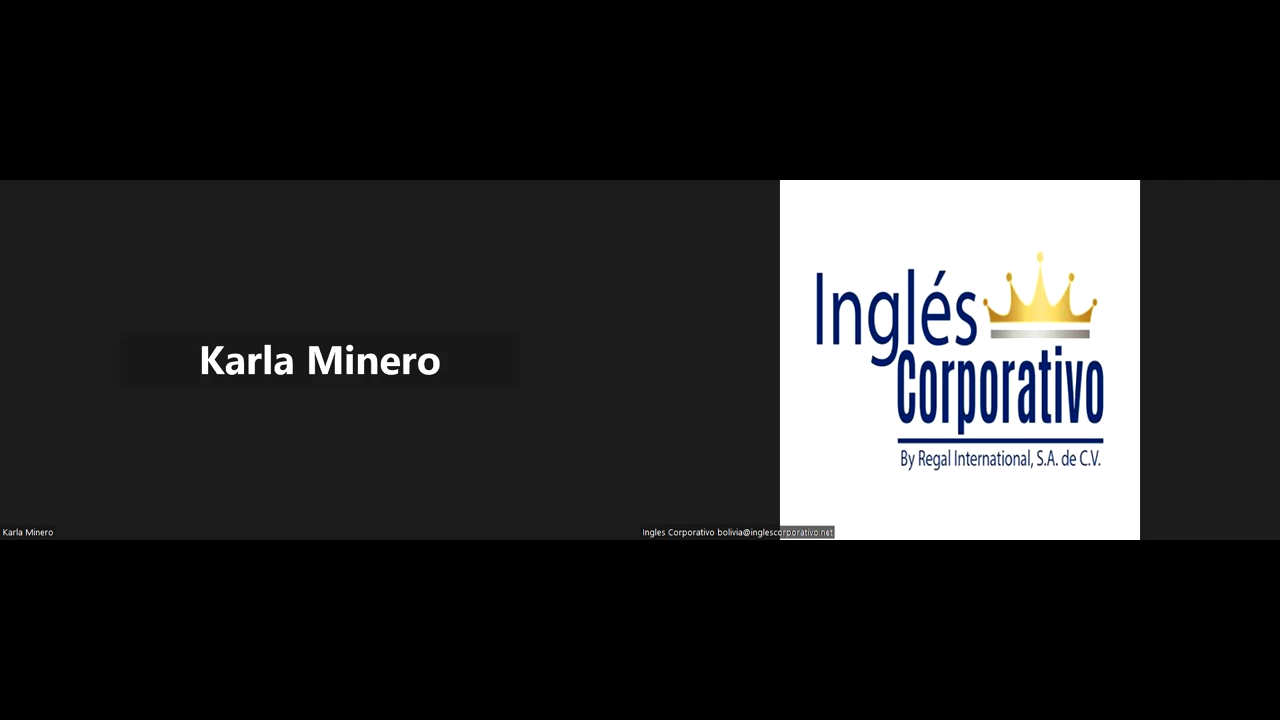 Karla Minero
Inglés
Corporativo
By Regal International, S.A. de C.V.
Karla Minero
Ingles Corporativo bolivia@inglescorporativo.net